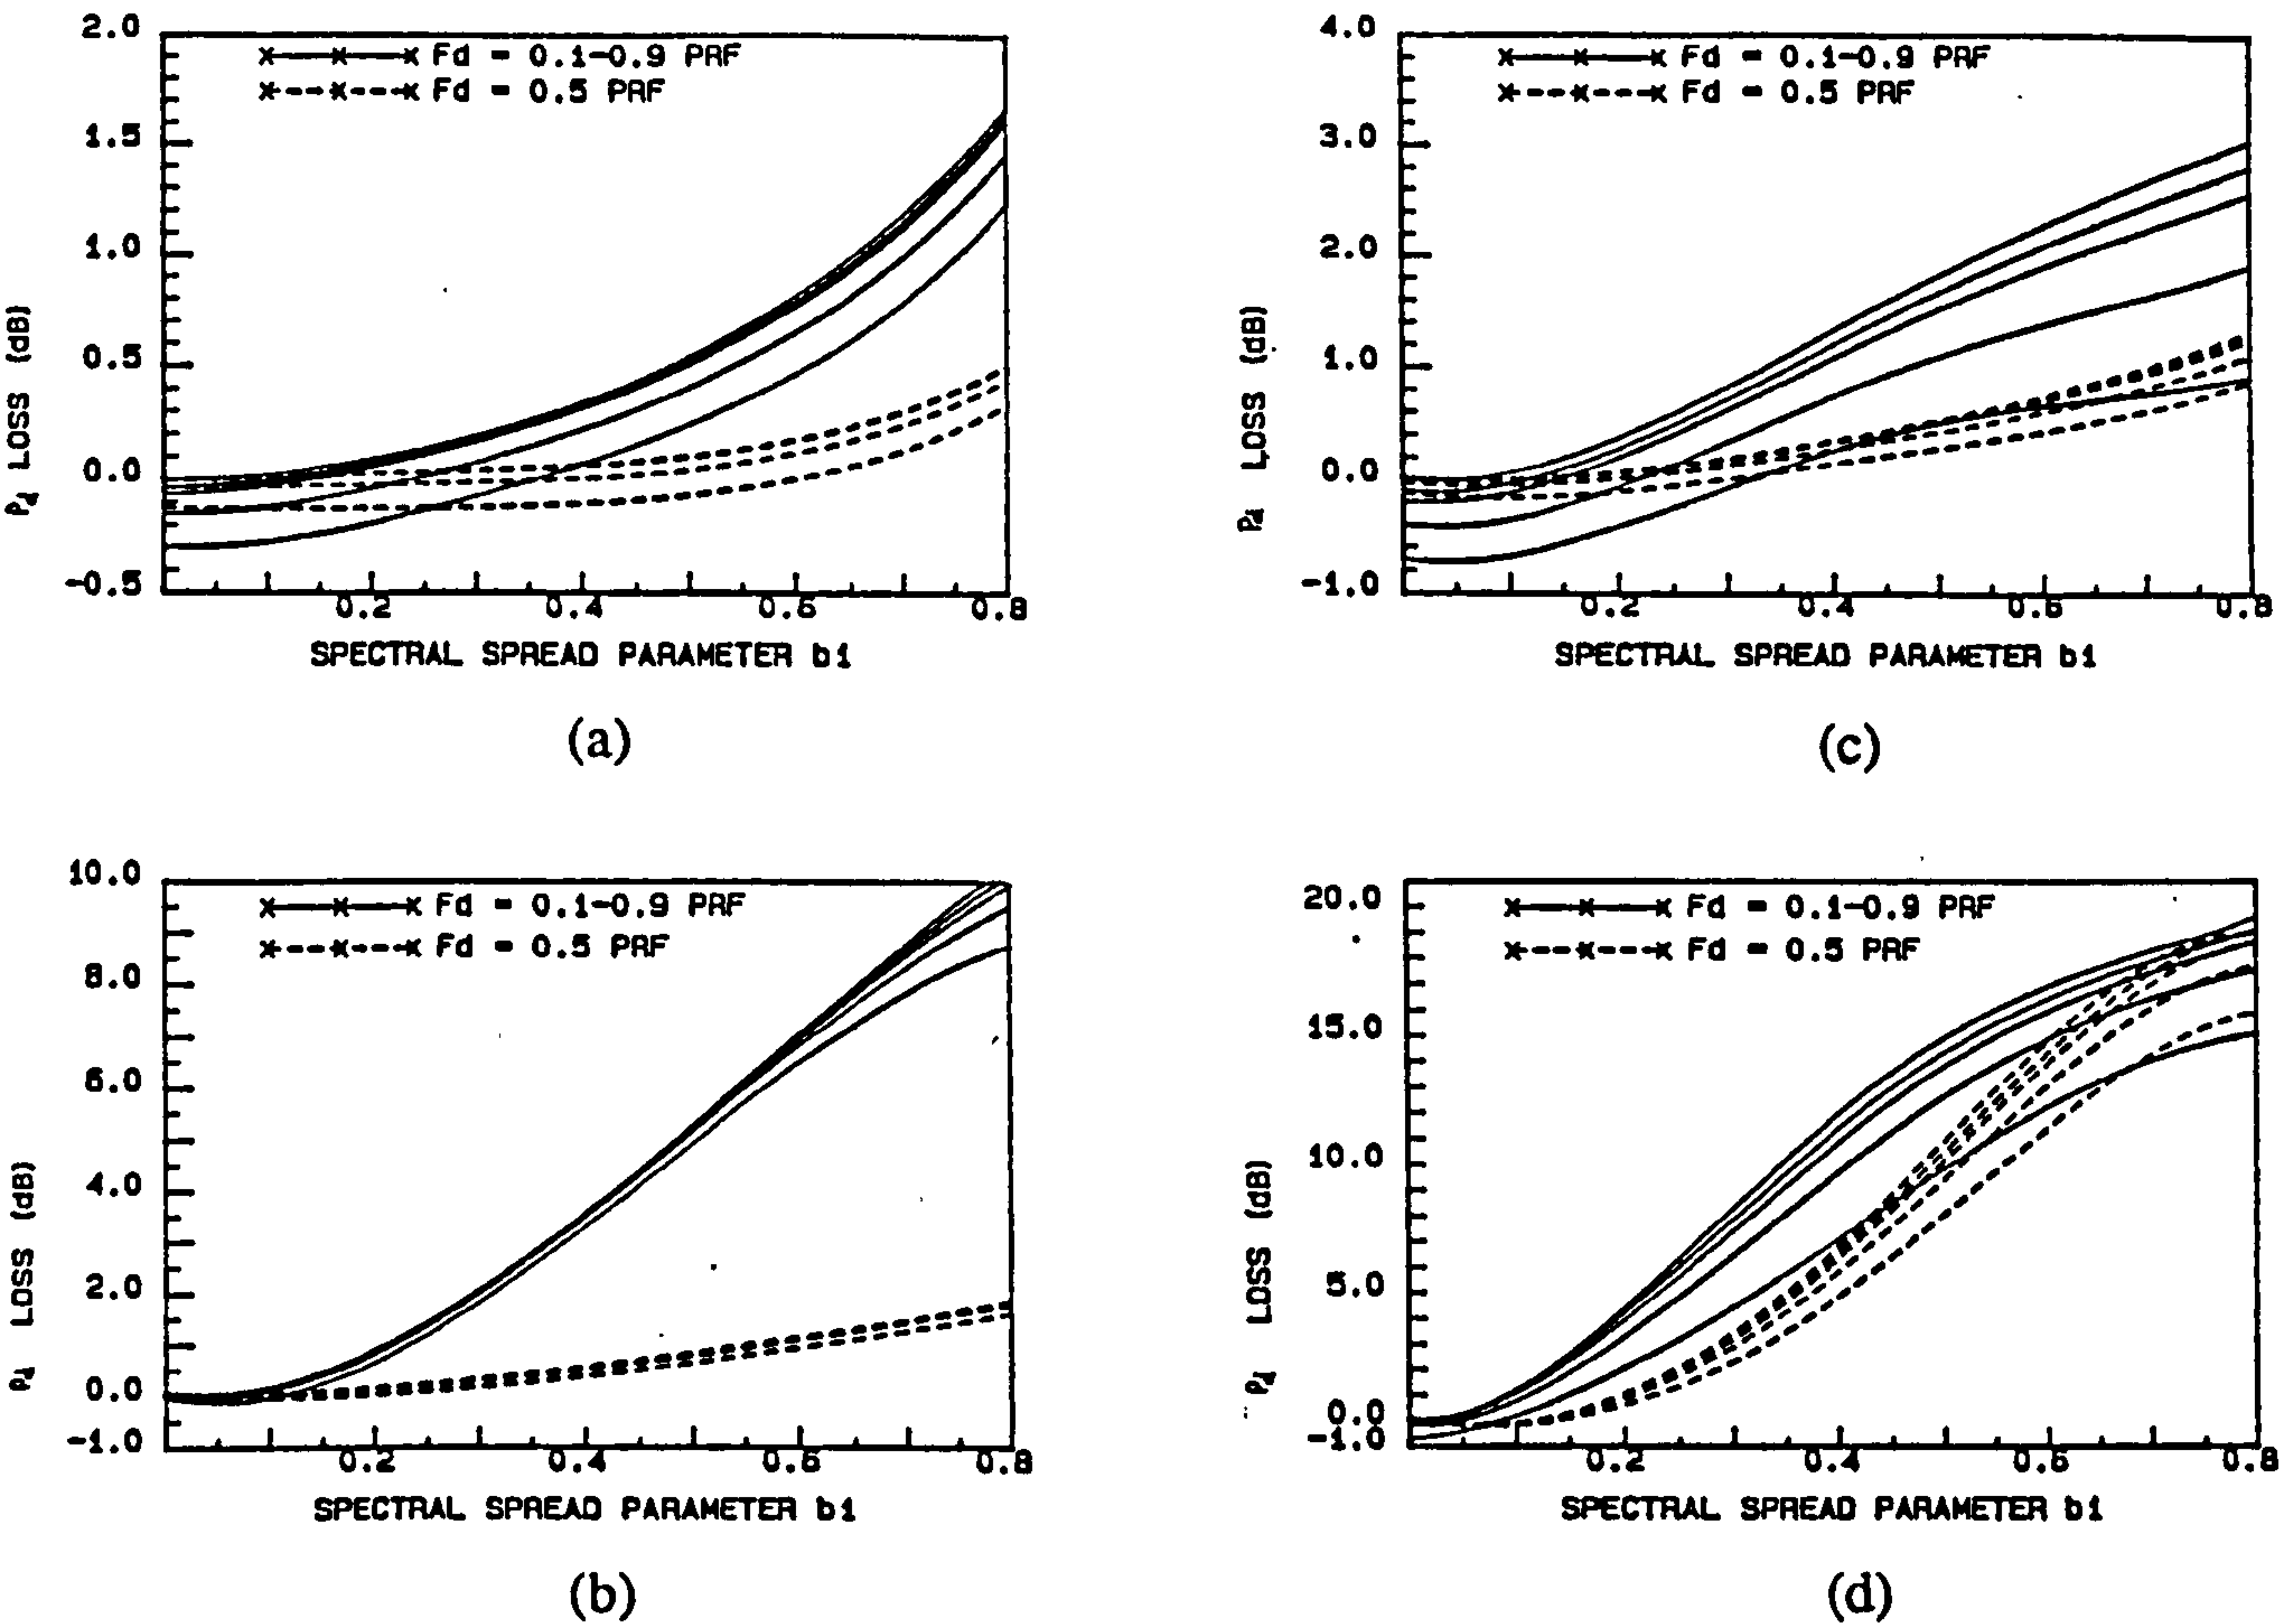 2.0
1.5
1.0
0.5
0.0
-0.5
P_d LOSS (dB)
x——x——x Fd = 0.1-0.9 PRF
x---x---x Fd = 0.5 PRF
0.2 0.4 0.6 0.8
SPECTRAL SPREAD PARAMETER b1
(a)
4.0
3.0
2.0
1.0
0.0
-1.0
P_d LOSS (dB)
x——x——x Fd = 0.1-0.9 PRF
x---x---x Fd = 0.5 PRF
0.2 0.4 0.6 0.8
SPECTRAL SPREAD PARAMETER b1
(c)
10.0
8.0
6.0
4.0
2.0
0.0
-1.0
P_d LOSS (dB)
x——x——x Fd = 0.1-0.9 PRF
x---x---x Fd = 0.5 PRF
0.2 0.4 0.6 0.8
SPECTRAL SPREAD PARAMETER b1
(b)
20.0
15.0
10.0
5.0
0.0
-1.0
P_d LOSS (dB)
x——x——x Fd = 0.1-0.9 PRF
x---x---x Fd = 0.5 PRF
0.2 0.4 0.6 0.8
SPECTRAL SPREAD PARAMETER b1
(d)